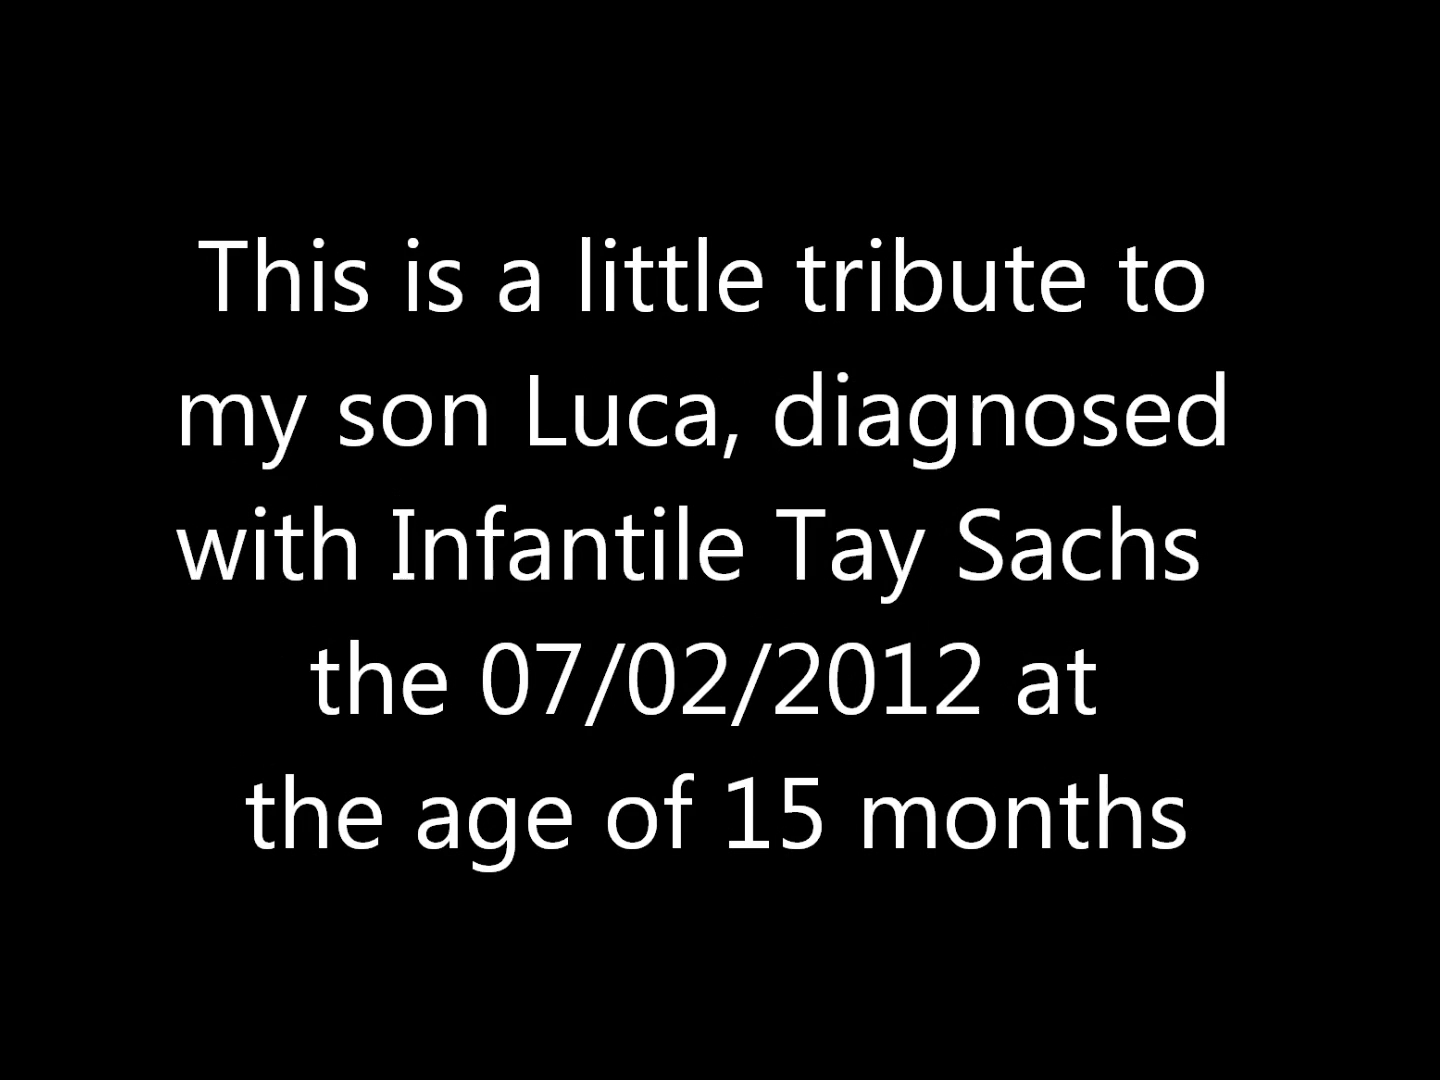 This is a little tribute to
my son Luca, diagnosed
with Infantile Tay Sachs
the 07/02/2012 at
the age of 15 months